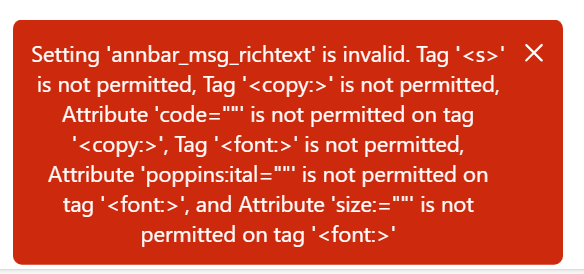 Setting 'annbar_msg_richtext' is invalid. Tag '<s>'
is not permitted, Tag '<copy:>' is not permitted,
Attribute 'code=""' is not permitted on tag
'<copy:>', Tag '<font:>' is not permitted,
Attribute 'poppins:ital=""' is not permitted on
tag '<font:>', and Attribute 'size:=""' is not
permitted on tag '<font:>'